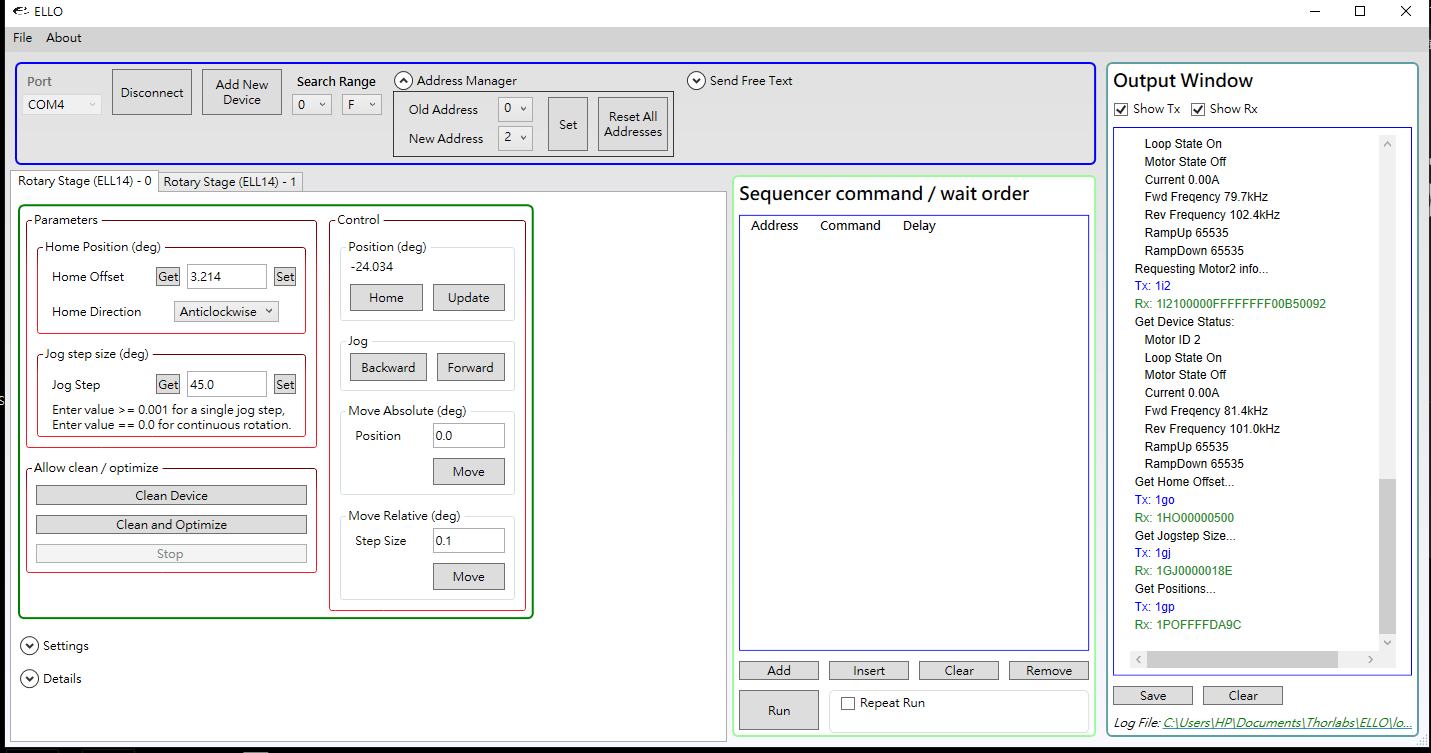 ELLO
File About
Port
COM4
Disconnect
Add New
Device
Search Range
0 F
Address Manager
Old Address 0
New Address 2
Set
Reset All
Addresses
Send Free Text
Rotary Stage (ELL14) - 0 Rotary Stage (ELL14) - 1
Parameters
Home Position (deg)
Home Offset Get 3.214 Set
Home Direction Anticlockwise
Jog step size (deg)
Jog Step Get 45.0 Set
Enter value >= 0.001 for a single jog step,
Enter value == 0.0 for continuous rotation.
Allow clean / optimize
Clean Device
Clean and Optimize
Stop
Control
Position (deg)
-24.034
Home Update
Jog
Backward Forward
Move Absolute (deg)
Position 0.0
Move
Move Relative (deg)
Step Size 0.1
Move
Settings
Details
Sequencer command / wait order
Address Command Delay
Add Insert Clear Remove
Run
Repeat Run
Output Window
Show Tx Show Rx
Loop State On
Motor State Off
Current 0.00A
Fwd Freqency 79.7kHz
Rev Frequency 102.4kHz
RampUp 65535
RampDown 65535
Requesting Motor2 info...
Tx: 1i2
Rx: 1I2100000FFFFFFFF00B50092
Get Device Status:
Motor ID 2
Loop State On
Motor State Off
Current 0.00A
Fwd Freqency 81.4kHz
Rev Frequency 101.0kHz
RampUp 65535
RampDown 65535
Get Home Offset...
Tx: 1go
Rx: 1HO00000500
Get Jogstep Size...
Tx: 1gj
Rx: 1GJ0000018E
Get Positions...
Tx: 1gp
Rx: 1POFFFFDA9C
Save Clear
Log File: C:\Users\HP\Documents\Thorlabs\ELLO\lo...